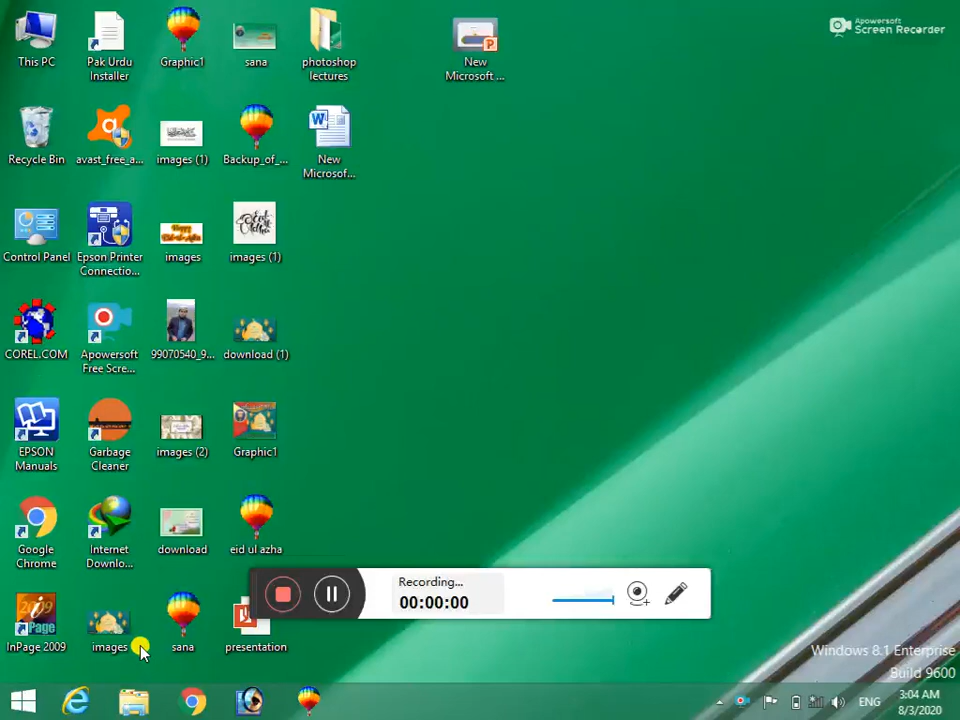 Apowersoft
Screen Recorder
This PC
Pak Urdu
Installer
Graphic1
sana
photoshop
lectures
New
Microsoft ...
Recycle Bin
avast_free_a...
images (1)
Backup_of_...
New
Microsof...
Control Panel
Epson Printer
Connectio...
images
images (1)
COREL.COM
Apowersoft
Free Scre...
99070540_9...
download (1)
EPSON
Manuals
Garbage
Cleaner
images (2)
Graphic1
Google
Chrome
Internet
Downlo...
download
eid ul azha
Recording...
00:00:00
InPage 2009
images
sana
presentation
Windows 8.1 Enterprise
Build 9600
ENG
3:04 AM
8/3/2020